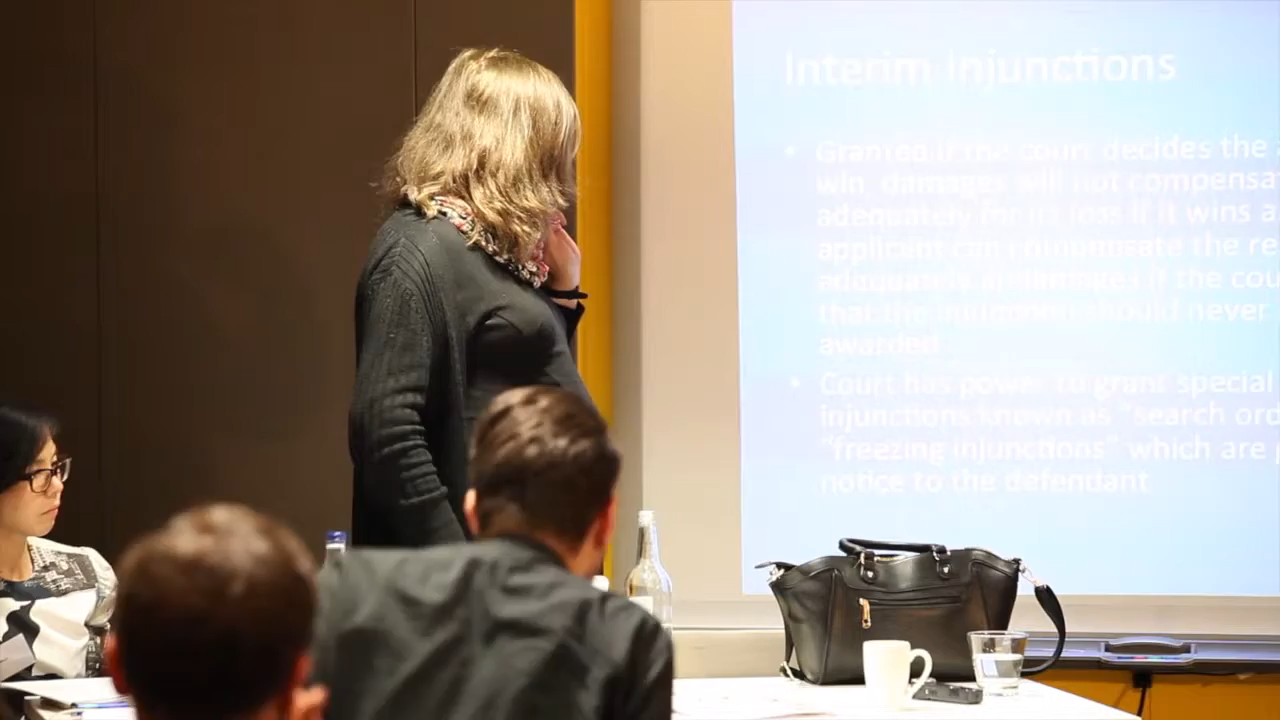 Interim Injunctions
• Granted if the court decides the
win, damages will not
adequately for its loss if it wins
applicant can compensate the
adequately in damages if the
that the injunction should never
awarded
• Court has power to grant special
injunctions known as "search
"freezing injunctions" which are
notice to the defendant